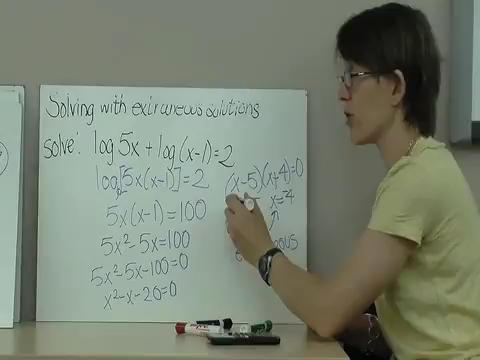 Solving with extraneous solutions
solve: log 5x + log (x-1) = 2
log [5x(x-1)] = 2
5x(x-1) = 100
5x² - 5x = 100
5x² - 5x - 100 = 0
x² - x - 20 = 0
(x-5)(x+4) = 0
x = -4